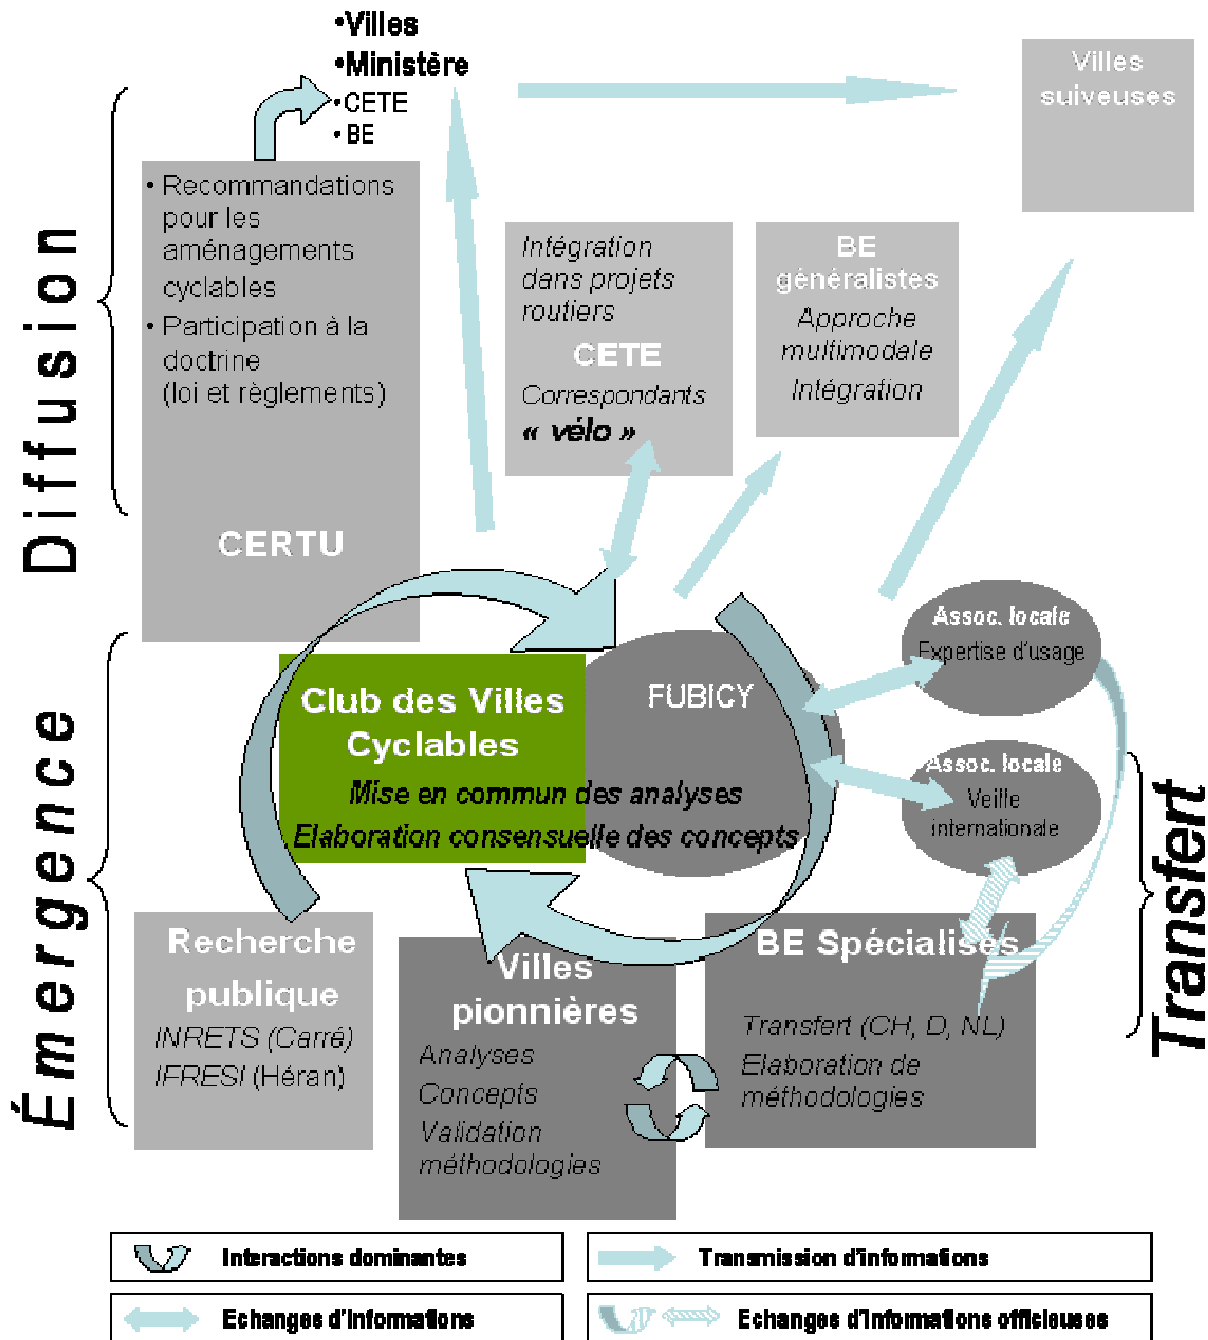 •Villes
•Ministère
•CETE
•BE
Villes
suiveuses
• Recommandations
pour les
aménagements
cyclables
• Participation à la
doctrine
(loi et règlements)
CERTU
Intégration
dans projets
routiers
CETE
Correspondants
« vélo »
BE
généralistes
Approche
multimodale
Intégration
Diffusion
Émergence
Transfert
Club des Villes
Cyclables
FUBICY
Mise en commun des analyses
Elaboration consensuelle des concepts
Assoc. locale
Expertise d'usage
Assoc. locale
Veille
internationale
Recherche
publique
INRETS (Carré)
IFRESI (Héran)
Villes
pionnières
Analyses
Concepts
Validation
méthodologies
BE Spécialisés
Transfert (CH, D, NL)
Elaboration de
méthodologies
Interactions dominantes
Transmission d'informations
Echanges d'Informations
Echanges d'Informations officieuses